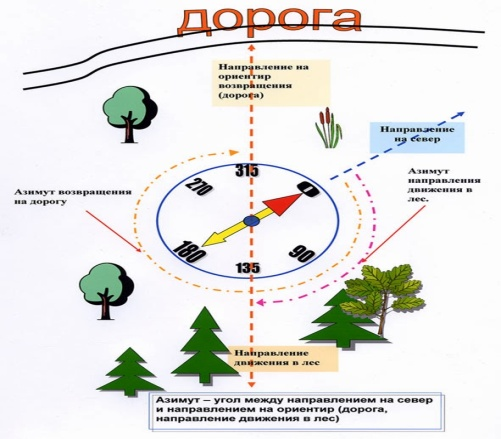 дорога
Направление на
ориентир
возвращения
(дорога)
Направление
на север
Азимут
направления
движения в
лес.
Азимут возвращения
на дорогу
315
270
0
180
90
135
Направление
движения в лес
Азимут – угол между направлением на север
и направлением на ориентир (дорога,
направление движения в лес)